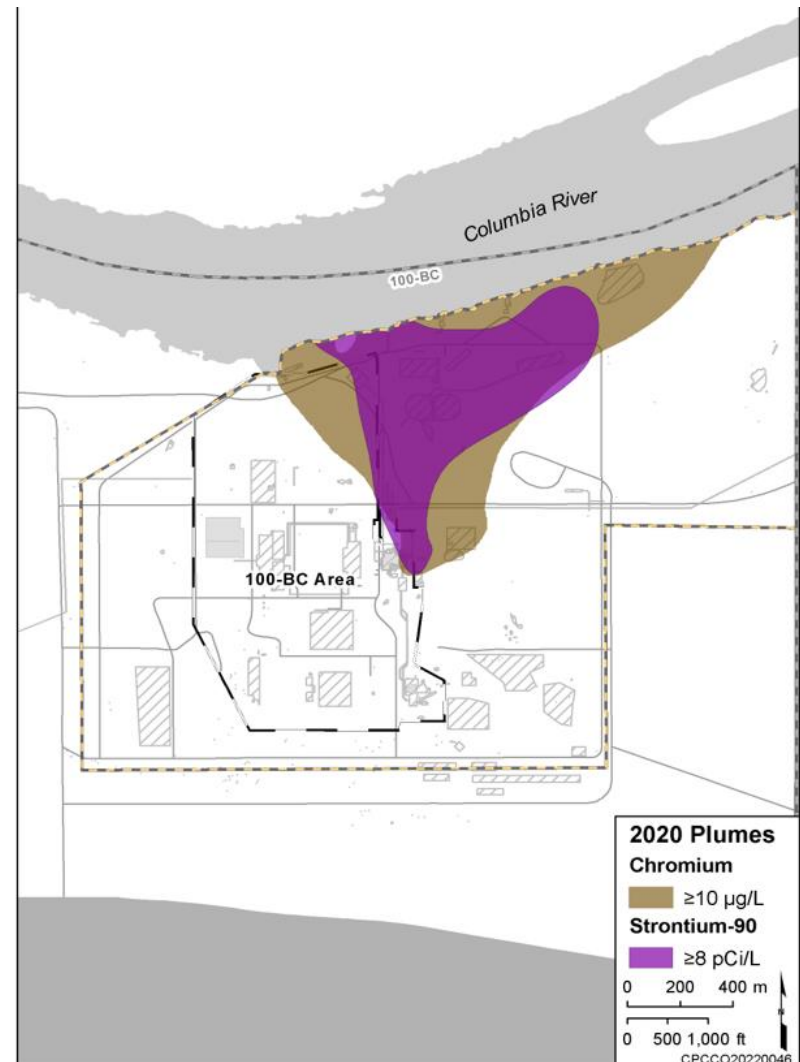 Columbia River
100-BC
100-BC Area
2020 Plumes
Chromium
≥10 µg/L
Strontium-90
≥8 pCi/L
0 200 400 m
N
0 500 1,000 ft
CPCCO20220046